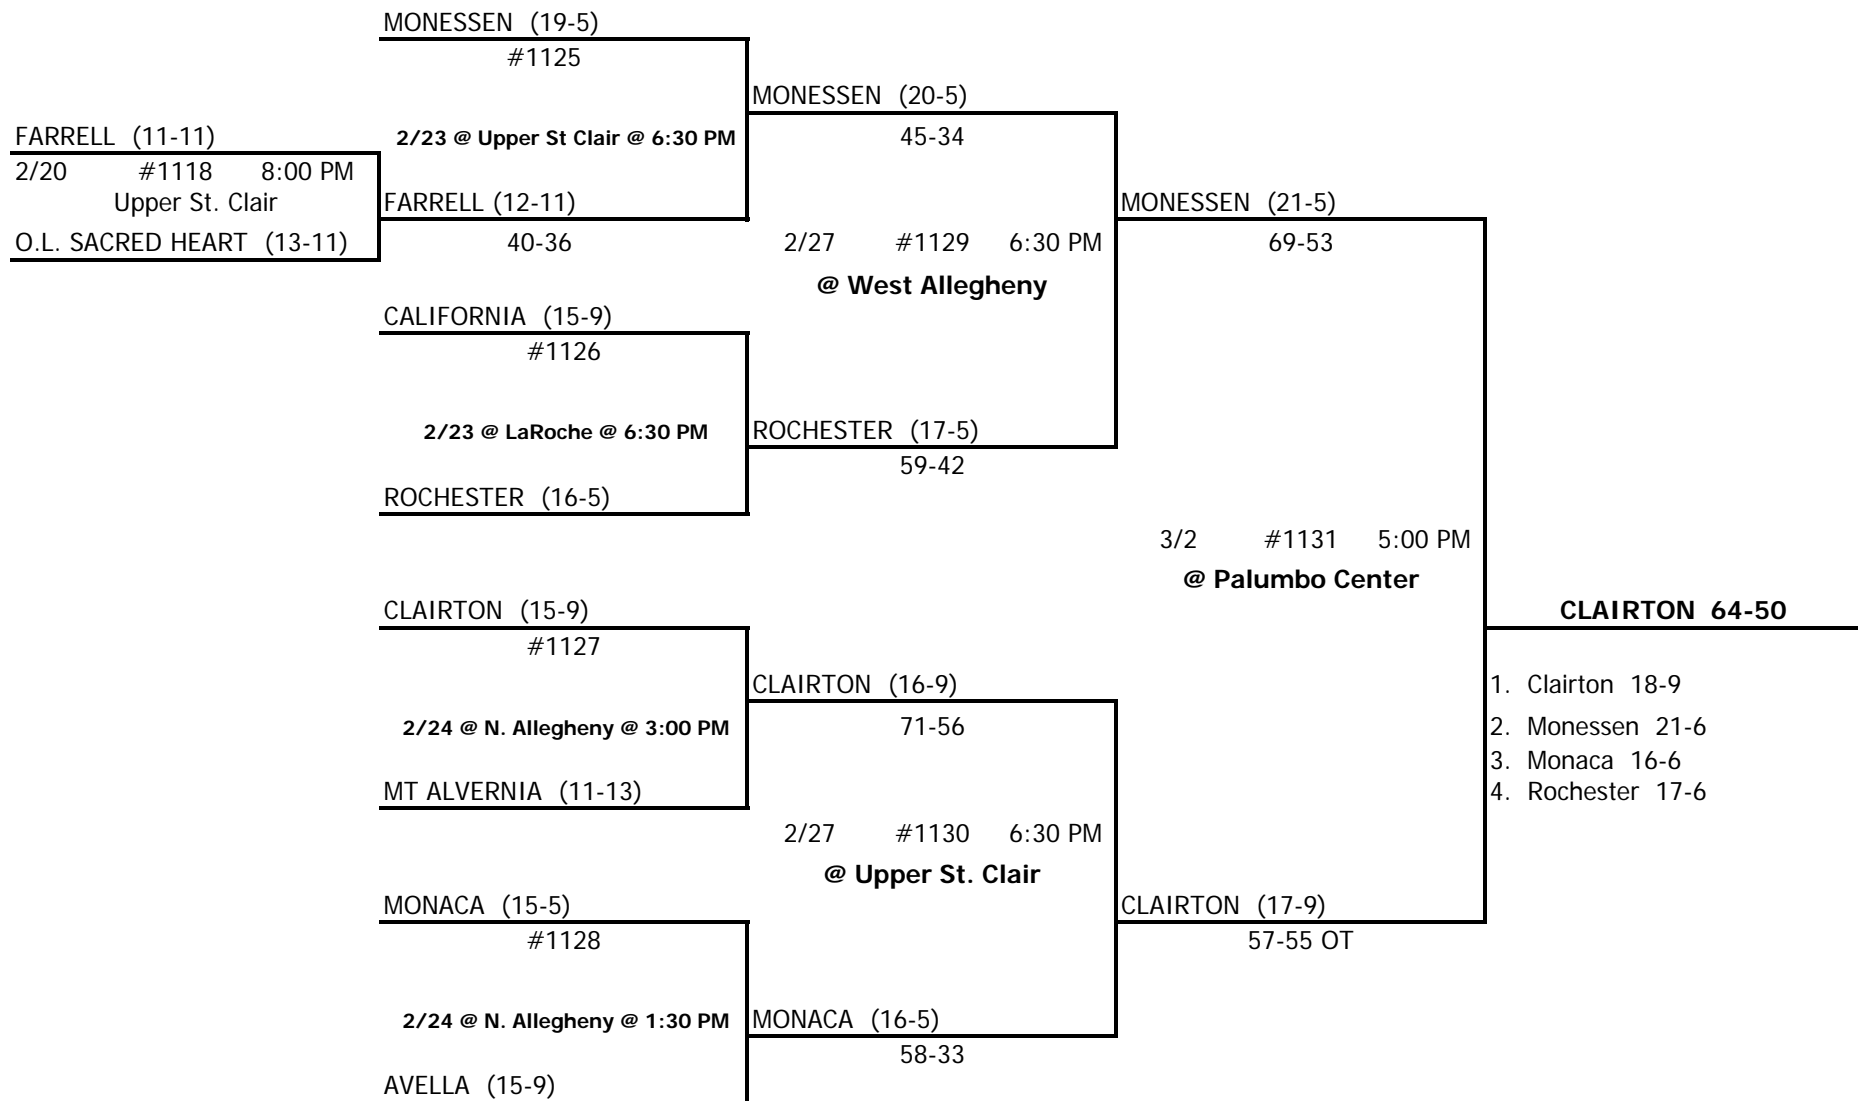 MONESSEN (19-5)
#1125
MONESSEN (20-5)
FARRELL (11-11)
2/23 @ Upper St Clair @ 6:30 PM
45-34
2/20 #1118 8:00 PM
Upper St. Clair
FARRELL (12-11)
MONESSEN (21-5)
O.L. SACRED HEART (13-11)
40-36
2/27 #1129 6:30 PM
69-53
@ West Allegheny
CALIFORNIA (15-9)
#1126
2/23 @ LaRoche @ 6:30 PM
ROCHESTER (17-5)
59-42
ROCHESTER (16-5)
3/2 #1131 5:00 PM
@ Palumbo Center
CLAIRTON (15-9)
CLAIRTON 64-50
#1127
CLAIRTON (16-9)
1. Clairton 18-9
2/24 @ N. Allegheny @ 3:00 PM
71-56
2. Monessen 21-6
3. Monaca 16-6
MT ALVERNIA (11-13)
4. Rochester 17-6
2/27 #1130 6:30 PM
@ Upper St. Clair
MONACA (15-5)
CLAIRTON (17-9)
#1128
57-55 OT
2/24 @ N. Allegheny @ 1:30 PM
MONACA (16-5)
58-33
AVELLA (15-9)